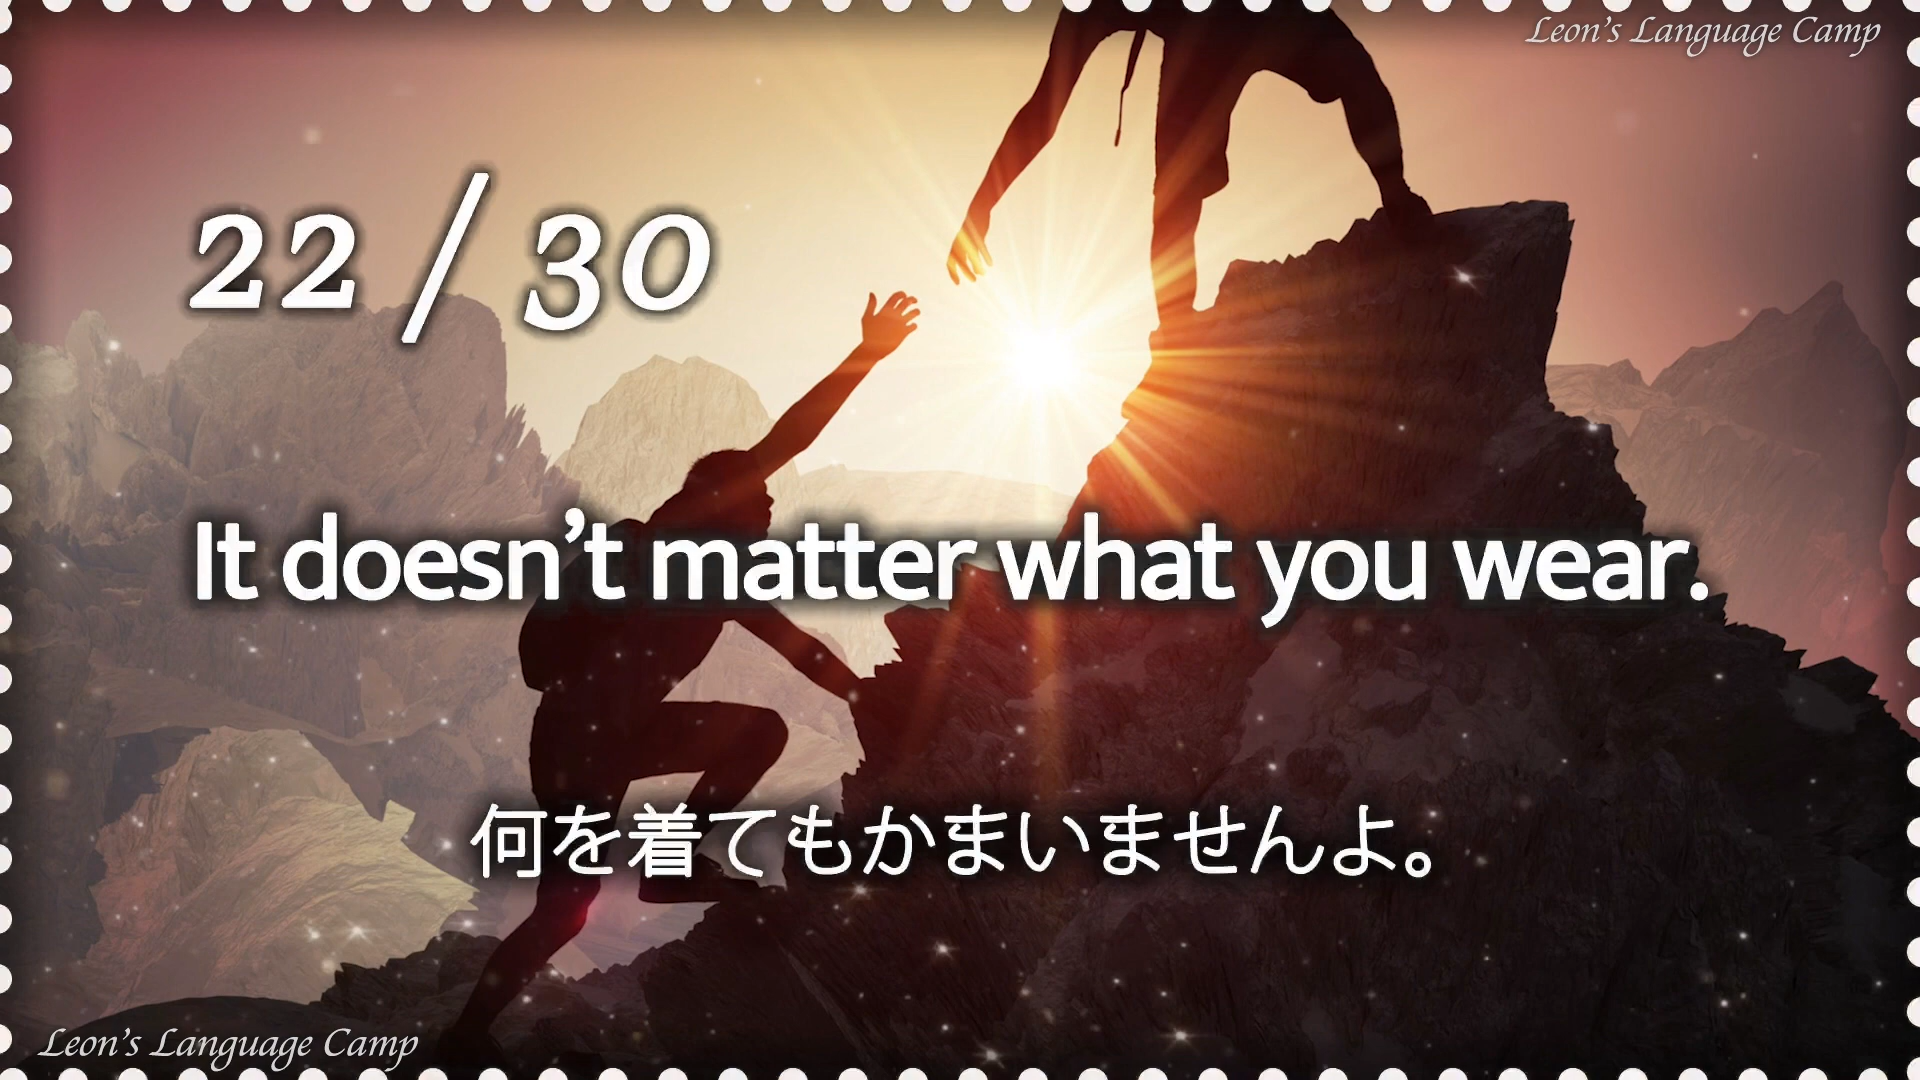 Leon's Language Camp
22 / 30
It doesn't matter what you wear.
何を着てもかまいませんよ。
Leon's Language Camp